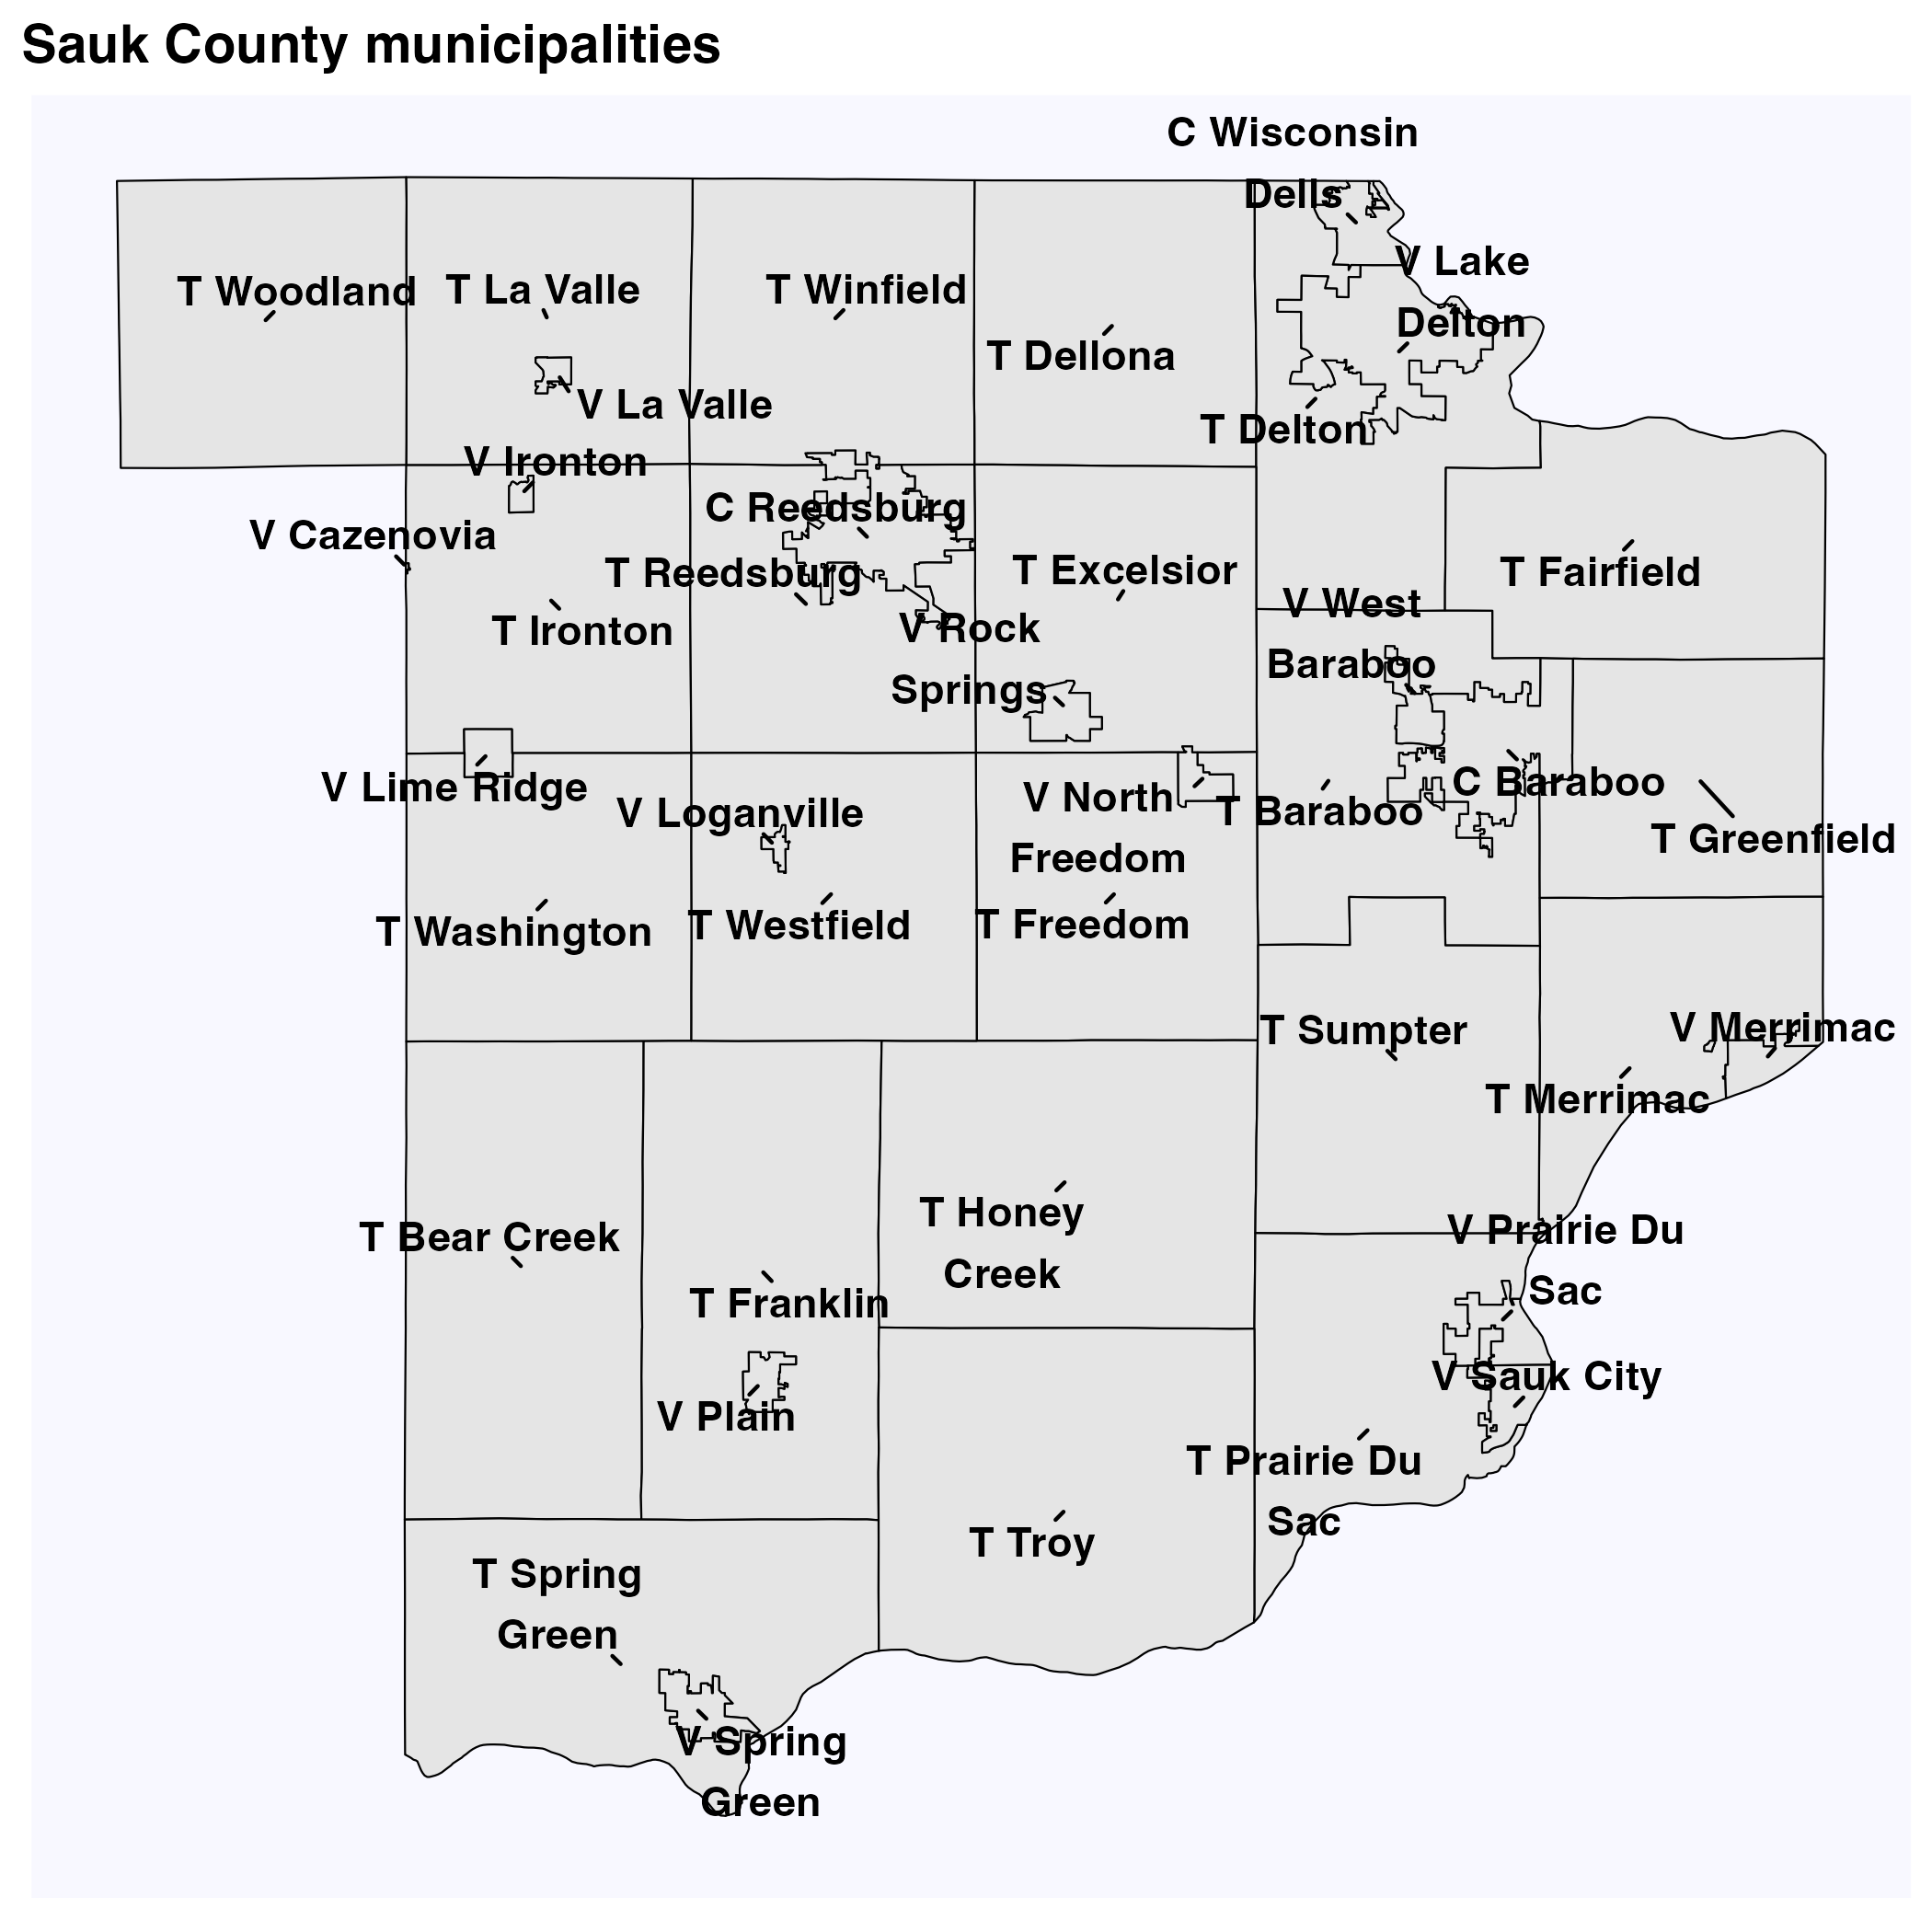 Sauk County municipalities
C Wisconsin
Dells
V Lake
Delton
T Woodland
T La Valle
T Winfield
T Dellona
V La Valle
T Delton
V Ironton
C Reedsburg
V Cazenovia
T Reedsburg
T Excelsior
T Fairfield
V West
Baraboo
T Ironton
V Rock
Springs
V Lime Ridge
V Loganville
V North
Freedom
T Baraboo
C Baraboo
T Greenfield
T Washington
T Westfield
T Freedom
T Sumpter
V Merrimac
T Merrimac
T Bear Creek
T Honey
Creek
V Prairie Du
Sac
T Franklin
V Sauk City
V Plain
T Prairie Du
Sac
T Troy
T Spring
Green
V Spring
Green